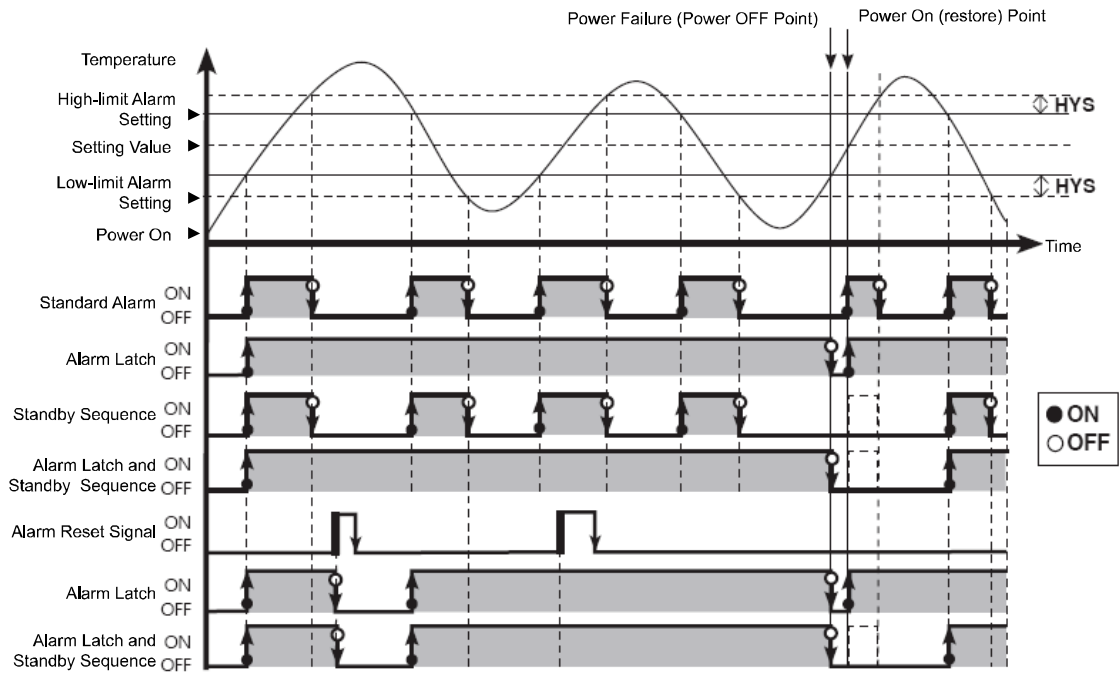 Power Failure (Power OFF Point)
Power On (restore) Point
Temperature
High-limit Alarm
Setting
HYS
Setting Value
Low-limit Alarm
Setting
HYS
Power On
Time
Standard Alarm
ON
OFF
Alarm Latch
ON
OFF
Standby Sequence
ON
OFF
Alarm Latch and
Standby Sequence
ON
OFF
ON
OFF
Alarm Reset Signal
ON
OFF
Alarm Latch
ON
OFF
Alarm Latch and
Standby Sequence
ON
OFF